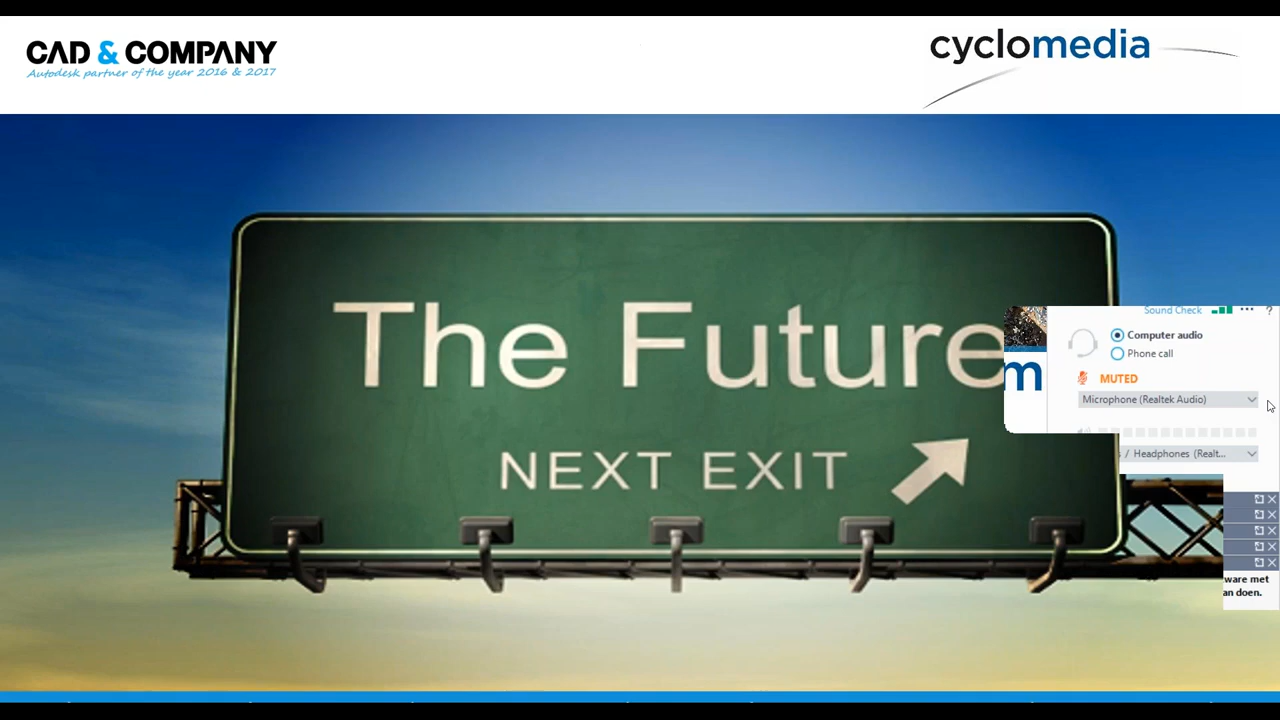 CAD & COMPANY
Autodesk partner of the year 2016 & 2017
cyclomedia
The Future
NEXT EXIT
Sound Check
?
Computer audio
Phone call
MUTED
m
Microphone (Realtek Audio)
/ Headphones (Realt...
ware met
an doen.